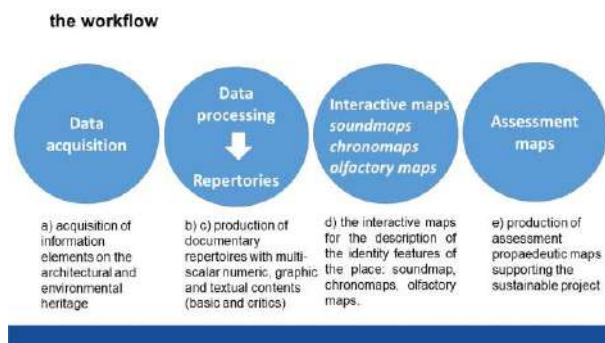 the workflow
Data
acquisition
Data
processing
Repertories
Interactive maps
soundmaps
chronomaps
olfactory maps
Assessment
maps
a) acquisition of
information
elements on the
architectural and
environmental
heritage
b) c) production of
documentary
repertoires with multi-
scalar numeric, graphic
and textual contents
(basic and critics)
d) the interactive maps
for the description of
the identity features of
the place: soundmap,
chronomaps, olfactory
maps.
e) production of
assessment
propaedeutic maps
supporting the
sustainable project